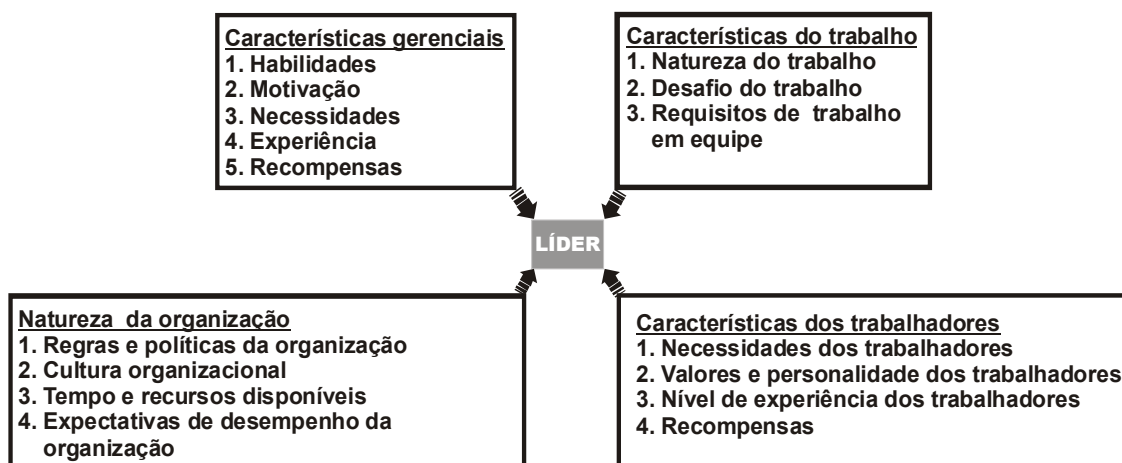 Características gerenciais
1. Habilidades
2. Motivação
3. Necessidades
4. Experiência
5. Recompensas
Características do trabalho
1. Natureza do trabalho
2. Desafio do trabalho
3. Requisitos de trabalho
em equipe
LÍDER
Natureza da organização
1. Regras e políticas da organização
2. Cultura organizacional
3. Tempo e recursos disponíveis
4. Expectativas de desempenho da
organização
Características dos trabalhadores
1. Necessidades dos trabalhadores
2. Valores e personalidade dos trabalhadores
3. Nível de experiência dos trabalhadores
4. Recompensas